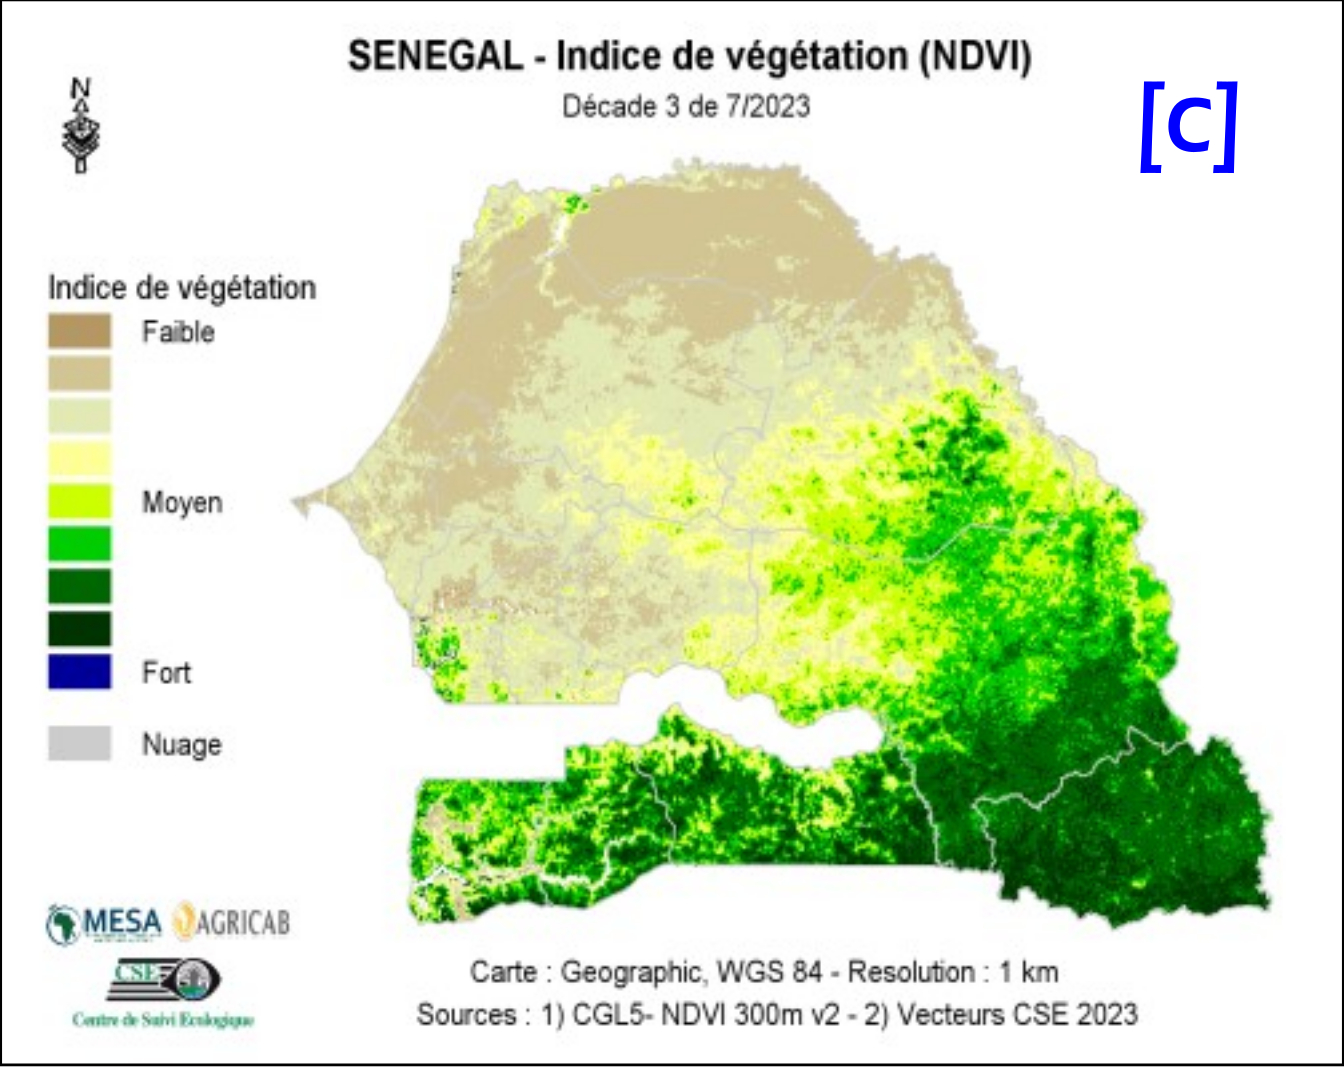 SENEGAL - Indice de végétation (NDVI)
Décade 3 de 7/2023
[c]
N
Indice de végétation
Faible
Moyen
Fort
Nuage
MESA AGRICAB
CSE
Centre de Suivi Ecologique
Carte : Geographic, WGS 84 - Resolution : 1 km
Sources : 1) CGL5- NDVI 300m v2 - 2) Vecteurs CSE 2023